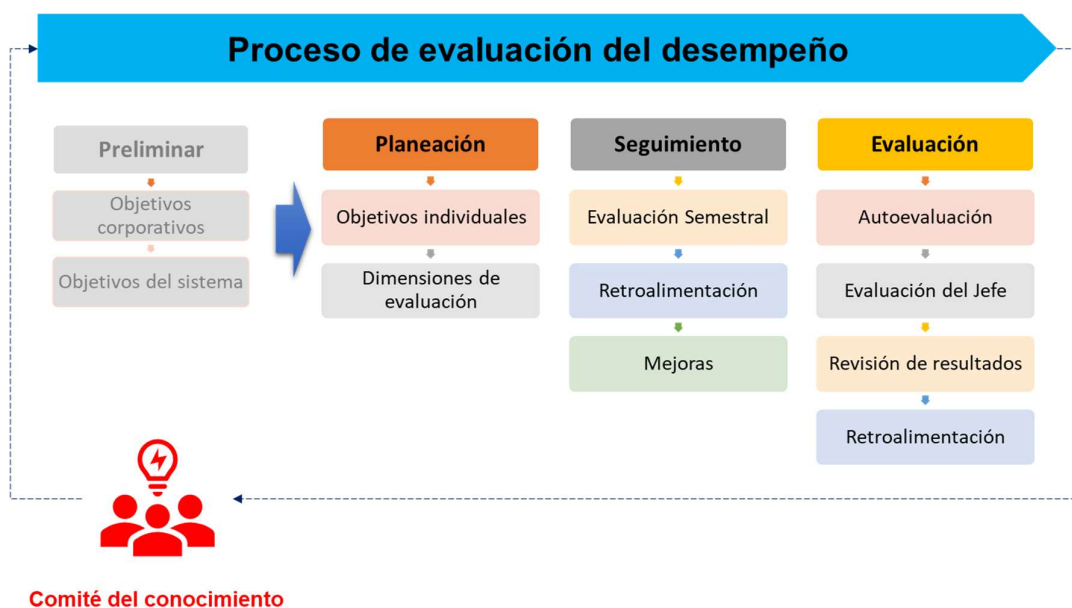 Proceso de evaluación del desempeño
Preliminar
Objetivos
corporativos
Objetivos del sistema
Planeación
Objetivos individuales
Dimensiones de
evaluación
Seguimiento
Evaluación Semestral
Retroalimentación
Mejoras
Evaluación
Autoevaluación
Evaluación del Jefe
Revisión de resultados
Retroalimentación
Comité del conocimiento